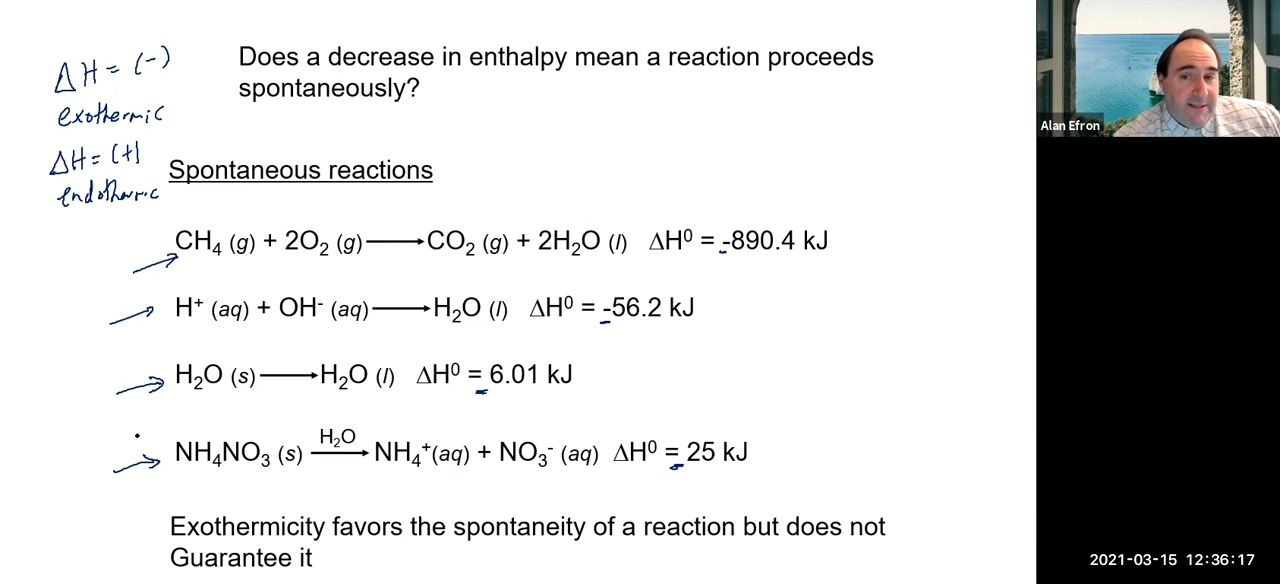 ΔH = (-)
exothermic
ΔH = (+)
endothermic
Does a decrease in enthalpy mean a reaction proceeds
spontaneously?
Spontaneous reactions
CH₄ (g) + 2O₂ (g) ⟶ CO₂ (g) + 2H₂O (l) ΔH⁰ = -890.4 kJ
H⁺ (aq) + OH⁻ (aq) ⟶ H₂O (l) ΔH⁰ = -56.2 kJ
H₂O (s) ⟶ H₂O (l) ΔH⁰ = 6.01 kJ
H₂O
NH₄NO₃ (s) ⟶ NH₄⁺(aq) + NO₃⁻ (aq) ΔH⁰ = 25 kJ
Exothermicity favors the spontaneity of a reaction but does not
Guarantee it
Alan Efron
2021-03-15 12:36:17